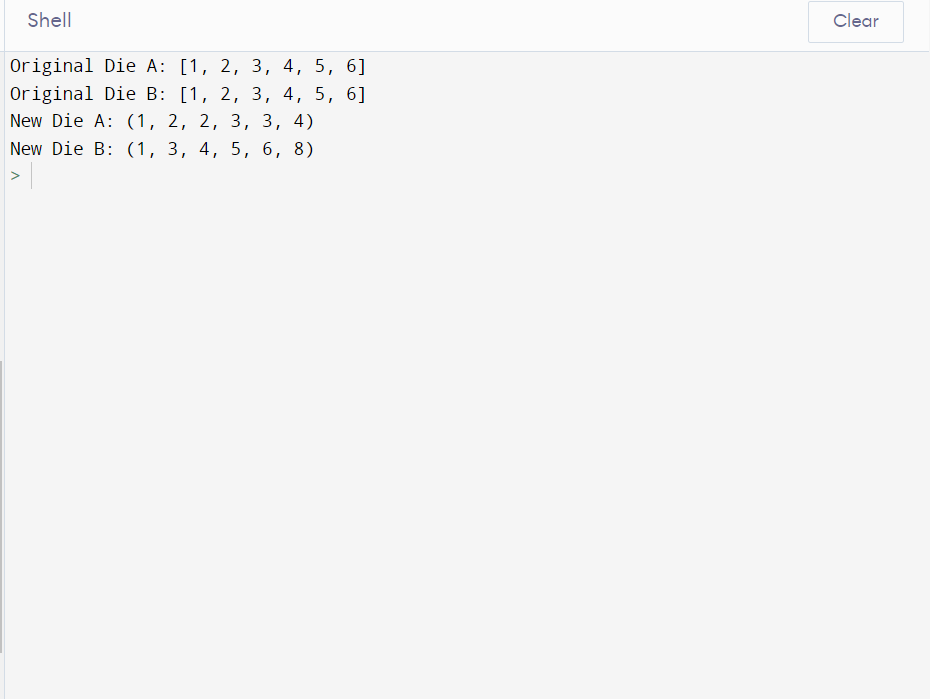 Shell
Clear
Original Die A: [1, 2, 3, 4, 5, 6]
Original Die B: [1, 2, 3, 4, 5, 6]
New Die A: (1, 2, 2, 3, 3, 4)
New Die B: (1, 3, 4, 5, 6, 8)
>